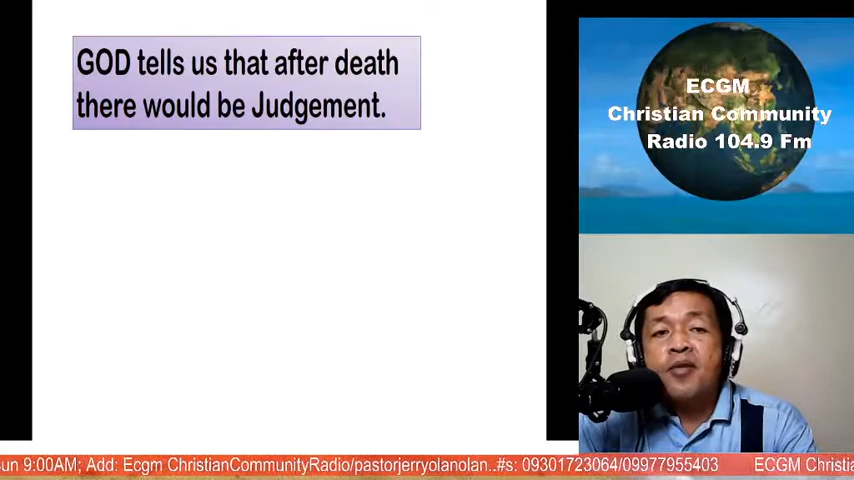 GOD tells us that after death
there would be Judgement.
ECGM
Christian Community
Radio 104.9 Fm
Sun 9:00AM; Add: Ecgm ChristianCommunityRadio/pastorjerryolanolan..#s: 09301723064/09977955403 ECGM Christia